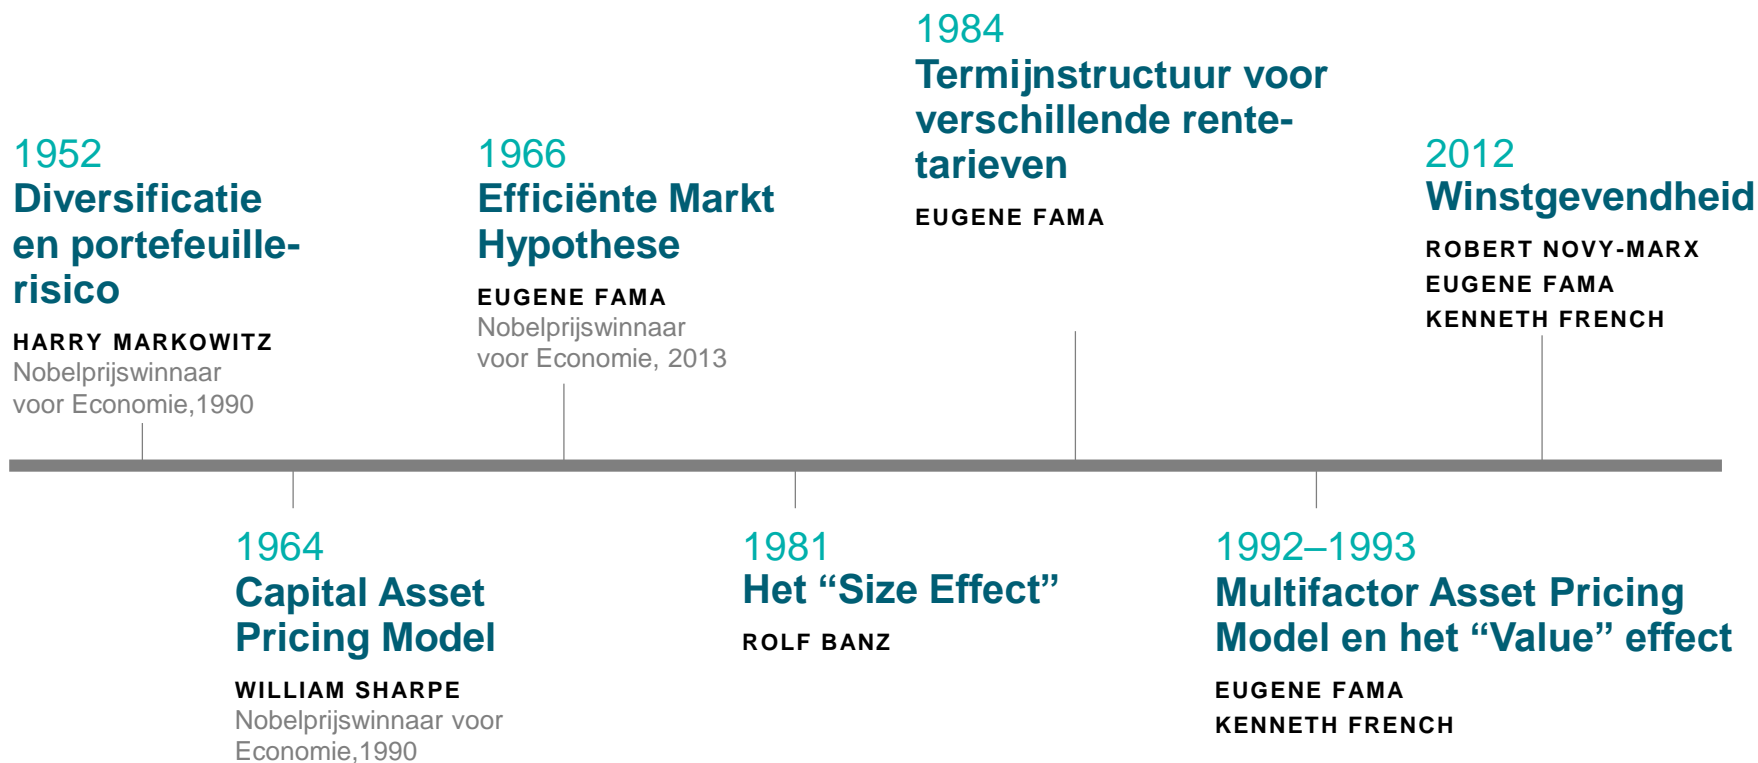 1952
Diversificatie
en portefeuille-
risico
HARRY MARKOWITZ
Nobelprijswinnaar
voor Economie,1990
1964
Capital Asset
Pricing Model
WILLIAM SHARPE
Nobelprijswinnaar voor
Economie,1990
1966
Efficiënte Markt
Hypothese
EUGENE FAMA
Nobelprijswinnaar
voor Economie, 2013
1981
Het “Size Effect”
ROLF BANZ
1984
Termijnstructuur voor
verschillende rente-
tarieven
EUGENE FAMA
1992–1993
Multifactor Asset Pricing
Model en het “Value” effect
EUGENE FAMA
KENNETH FRENCH
2012
Winstgevendheid
ROBERT NOVY-MARX
EUGENE FAMA
KENNETH FRENCH